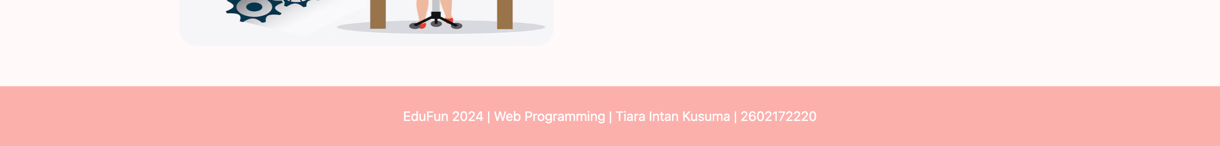 EduFun 2024 | Web Programming | Tiara Intan Kusuma | 2602172220